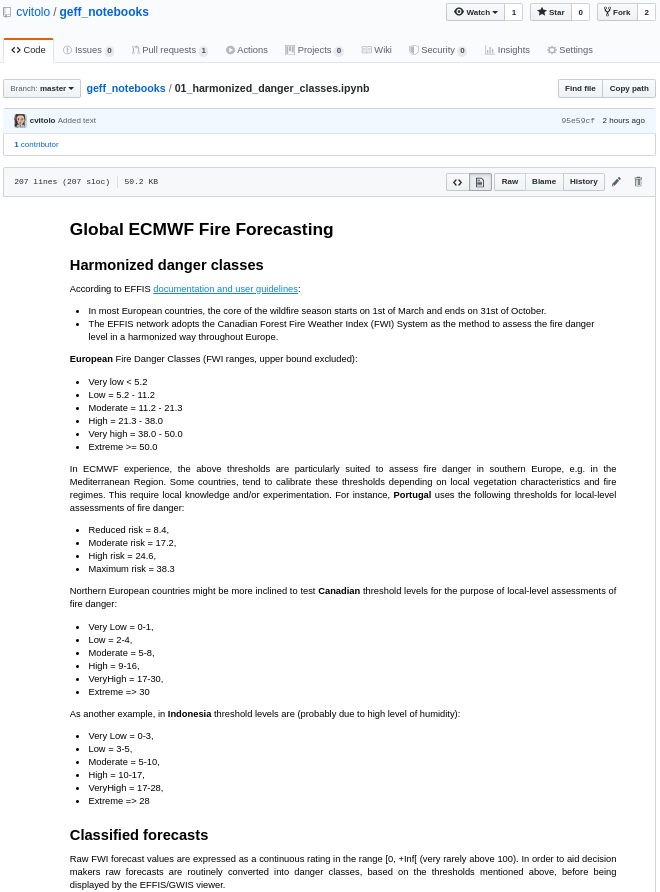 cvitolo / geff_notebooks
Watch 1 Star 0 Fork 2
Code Issues 0 Pull requests 1 Actions Projects 0 Wiki Security 0 Insights Settings
Branch: master geff_notebooks / 01_harmonized_danger_classes.ipynb Find file Copy path
cvitolo Added text 95e59cf 2 hours ago
1 contributor
207 lines (207 sloc) 50.2 KB Raw Blame History
Global ECMWF Fire Forecasting
Harmonized danger classes
According to EFFIS documentation and user guidelines:
• In most European countries, the core of the wildfire season starts on 1st of March and ends on 31st of October.
• The EFFIS network adopts the Canadian Forest Fire Weather Index (FWI) System as the method to assess the fire danger
level in a harmonized way throughout Europe.
European Fire Danger Classes (FWI ranges, upper bound excluded):
• Very low < 5.2
• Low = 5.2 - 11.2
• Moderate = 11.2 - 21.3
• High = 21.3 - 38.0
• Very high = 38.0 - 50.0
• Extreme >= 50.0
In ECMWF experience, the above thresholds are particularly suited to assess fire danger in southern Europe, e.g. in the
Mediterranean Region. Some countries, tend to calibrate these thresholds depending on local vegetation characteristics and fire
regimes. This require local knowledge and/or experimentation. For instance, Portugal uses the following thresholds for local-level
assessments of fire danger:
• Reduced risk = 8.4,
• Moderate risk = 17.2,
• High risk = 24.6,
• Maximum risk = 38.3
Northern European countries might be more inclined to test Canadian threshold levels for the purpose of local-level assessments of
fire danger:
• Very Low = 0-1,
• Low = 2-4,
• Moderate = 5-8,
• High = 9-16,
• VeryHigh = 17-30,
• Extreme => 30
As another example, in Indonesia threshold levels are (probably due to high level of humidity):
• Very Low = 0-3,
• Low = 3-5,
• Moderate = 5-10,
• High = 10-17,
• VeryHigh = 17-28,
• Extreme => 28
Classified forecasts
Raw FWI forecast values are expressed as a continuous rating in the range [0, +Inf[ (very rarely above 100). In order to aid decision
makers raw forecasts are routinely converted into danger classes, based on the thresholds mentioned above, before being
displayed by the EFFIS/GWIS viewer.